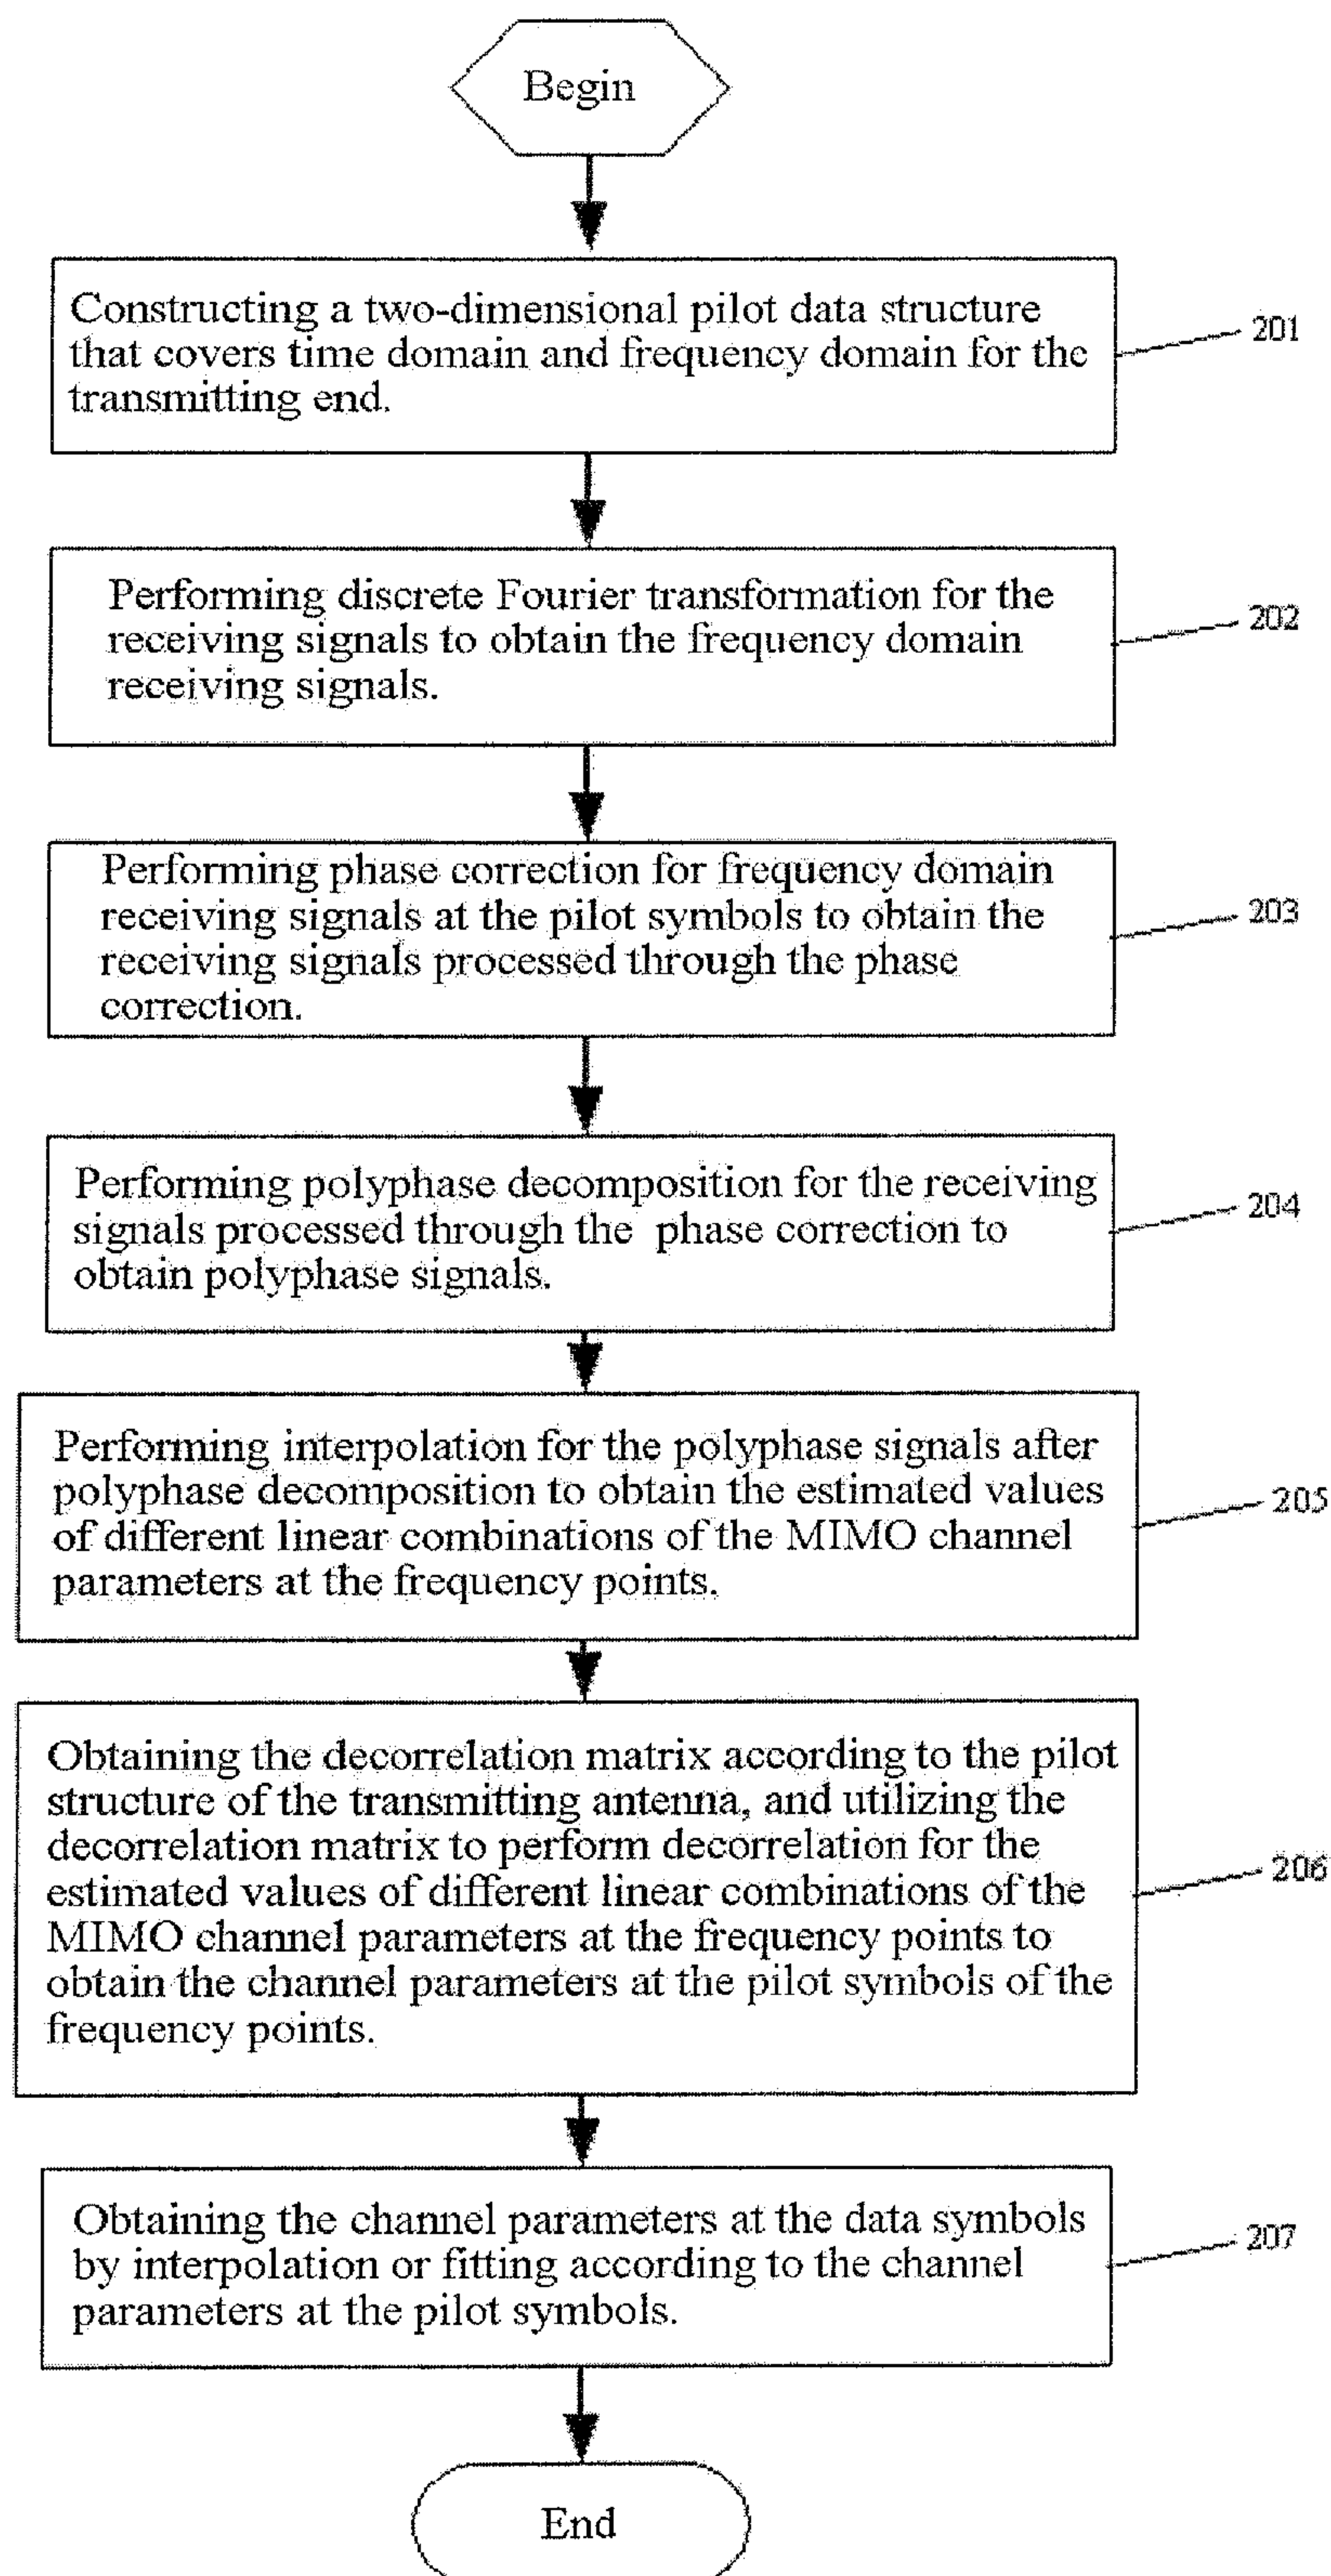 Begin
Constructing a two-dimensional pilot data structure
that covers time domain and frequency domain for the
transmitting end.
201
Performing discrete Fourier transformation for the
receiving signals to obtain the frequency domain
receiving signals.
202
Performing phase correction for frequency domain
receiving signals at the pilot symbols to obtain the
receiving signals processed through the phase
correction.
203
Performing polyphase decomposition for the receiving
signals processed through the phase correction to
obtain polyphase signals.
204
Performing interpolation for the polyphase signals after
polyphase decomposition to obtain the estimated values
of different linear combinations of the MIMO channel
parameters at the frequency points.
205
Obtaining the decorrelation matrix according to the pilot
structure of the transmitting antenna, and utilizing the
decorrelation matrix to perform decorrelation for the
estimated values of different linear combinations of the
MIMO channel parameters at the frequency points to
obtain the channel parameters at the pilot symbols of the
frequency points.
206
Obtaining the channel parameters at the data symbols
by interpolation or fitting according to the channel
parameters at the pilot symbols.
207
End